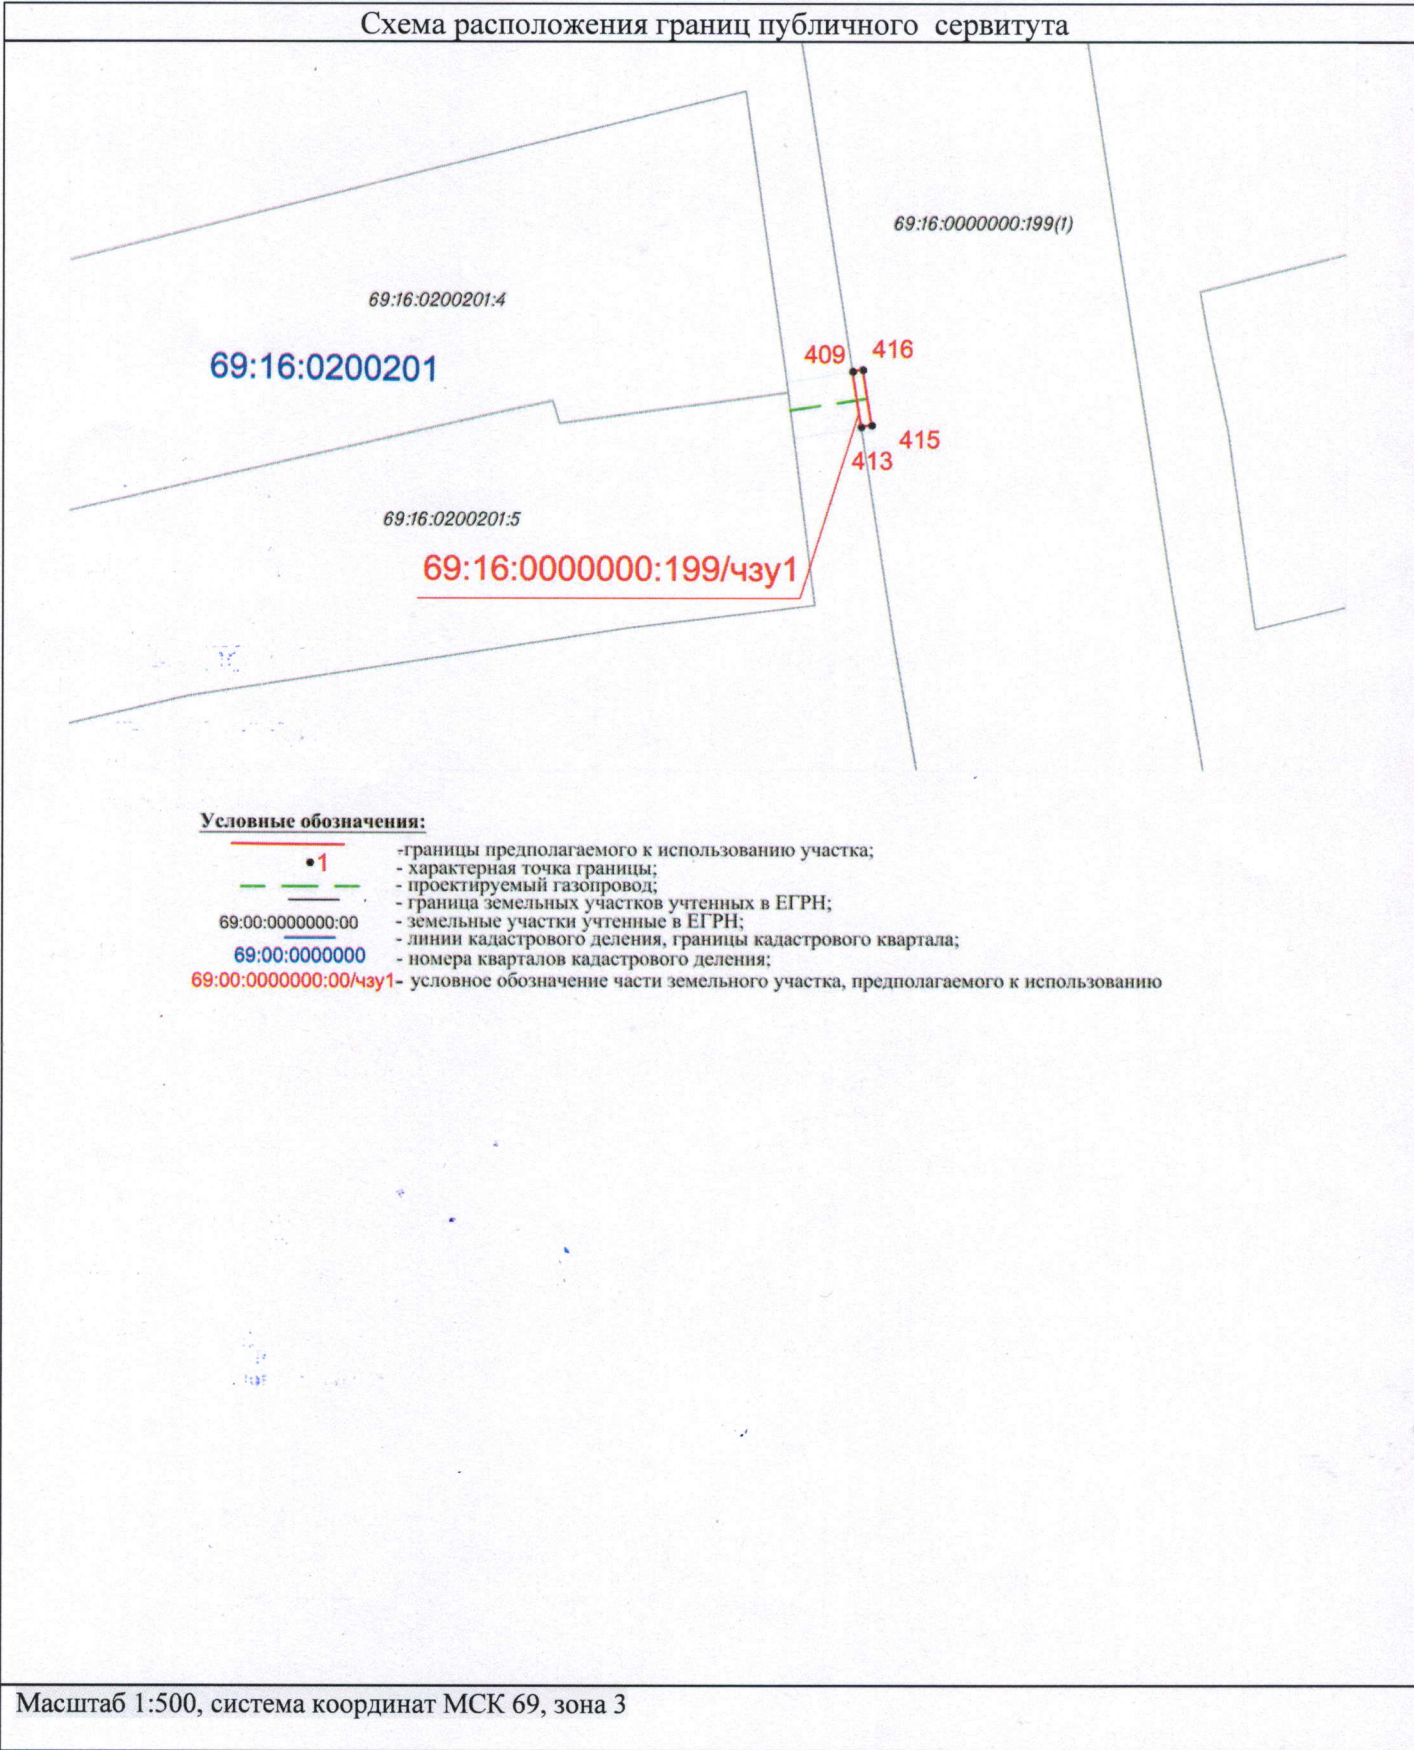 Схема расположения границ публичного сервитута
69:16:0000000:199(1)
69:16:0200201:4
69:16:0200201
409
416
415
413
69:16:0200201:5
69:16:0000000:199/чзу1
Условные обозначения:
-границы предполагаемого к использованию участка;
•1 - характерная точка границы;
- проектируемый газопровод;
- граница земельных участков учтенных в ЕГРН;
69:00:0000000:00 - земельные участки учтенные в ЕГРН;
- линии кадастрового деления, границы кадастрового квартала;
69:00:0000000 - номера кварталов кадастрового деления;
69:00:0000000:00/чзу1- условное обозначение части земельного участка, предполагаемого к использованию
Масштаб 1:500, система координат МСК 69, зона 3